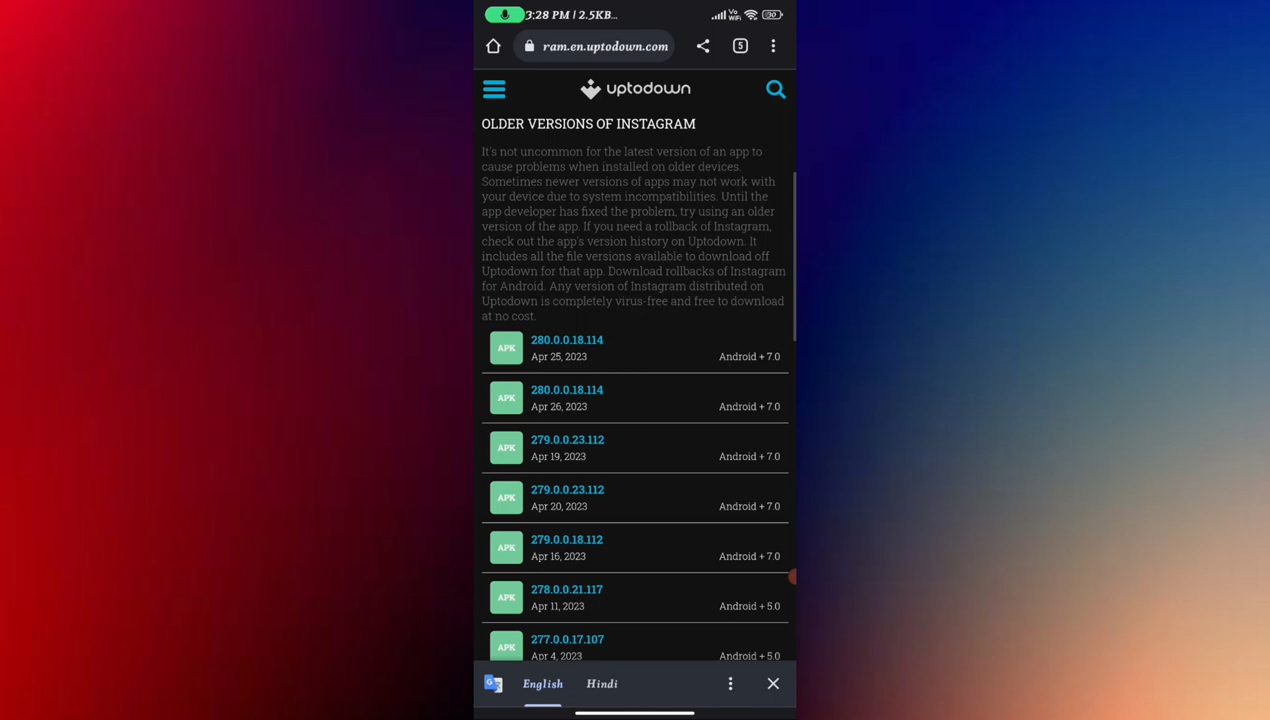 3:28 PM | 2.5KB...
Vo
WiFi
30
ram.en.uptodown.com
5
uptodown
OLDER VERSIONS OF INSTAGRAM
It's not uncommon for the latest version of an app to
cause problems when installed on older devices.
Sometimes newer versions of apps may not work with
your device due to system incompatibilities. Until the
app developer has fixed the problem, try using an older
version of the app. If you need a rollback of Instagram,
check out the app's version history on Uptodown. It
includes all the file versions available to download off
Uptodown for that app. Download rollbacks of Instagram
for Android. Any version of Instagram distributed on
Uptodown is completely virus-free and free to download
at no cost.
APK
280.0.0.18.114
Apr 25, 2023
Android + 7.0
APK
280.0.0.18.114
Apr 26, 2023
Android + 7.0
APK
279.0.0.23.112
Apr 19, 2023
Android + 7.0
APK
279.0.0.23.112
Apr 20, 2023
Android + 7.0
APK
279.0.0.18.112
Apr 16, 2023
Android + 7.0
APK
278.0.0.21.117
Apr 11, 2023
Android + 5.0
APK
277.0.0.17.107
Apr 4, 2023
Android + 5.0
G
English
Hindi